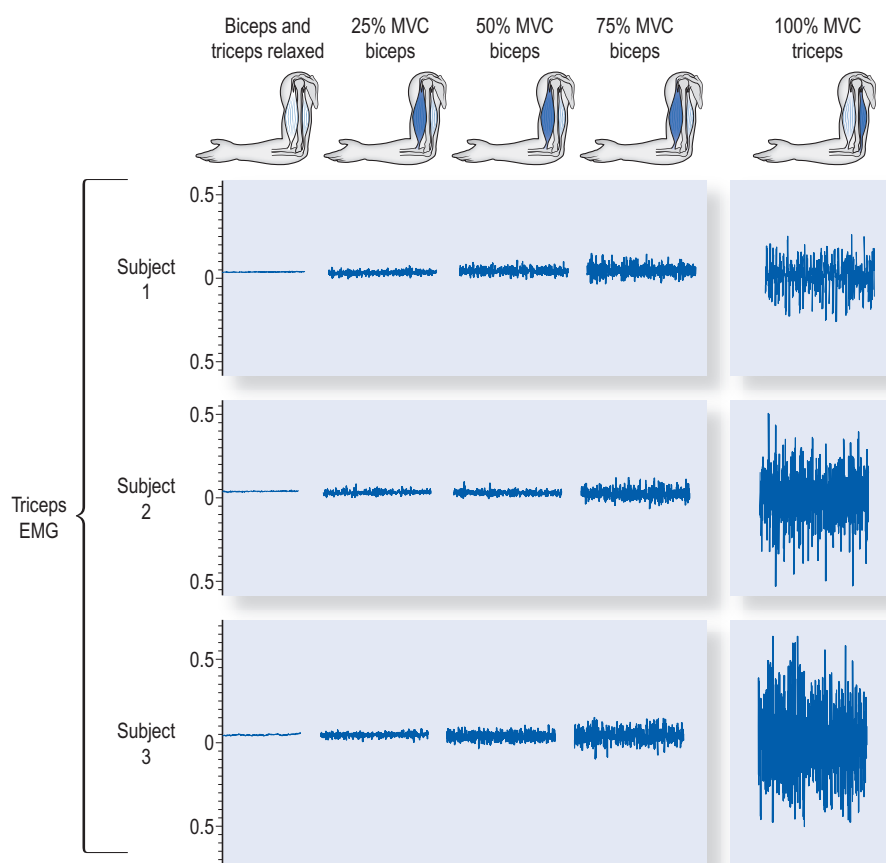 Biceps and
triceps relaxed
25% MVC
biceps
50% MVC
biceps
75% MVC
biceps
100% MVC
triceps
Triceps
EMG
Subject
1
0.5
0
0.5
Subject
2
0.5
0
0.5
Subject
3
0.5
0
0.5